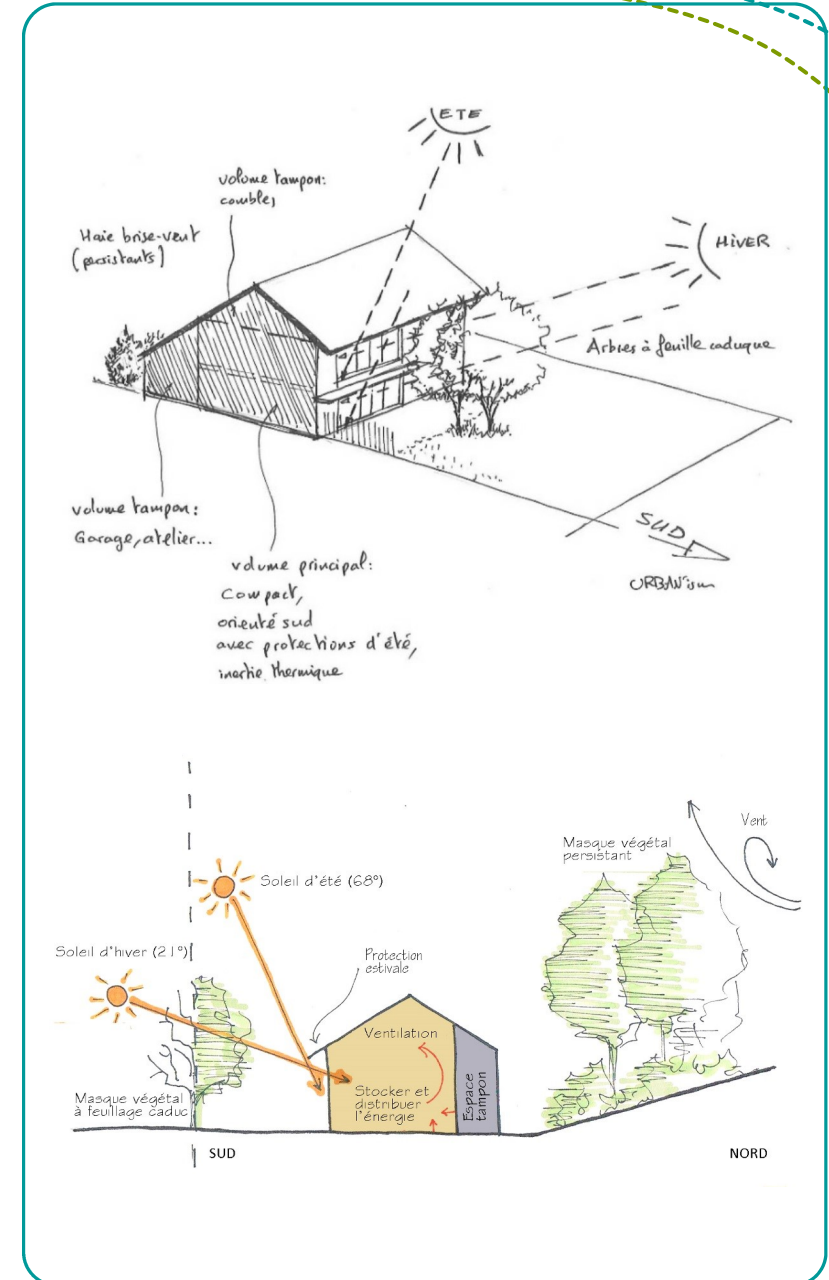 ETE
volume tampon:
combles
Haie brise-vent
(persistants)
HIVER
Arbres à feuille caduque
volume tampon:
Garage, atelier...
SUD
volume principal:
Compact,
orienté sud
avec protections d'été,
inertie thermique
URBANism
Vent
Masque végétal
persistant
Soleil d'été (68°)
Soleil d'hiver (21°)
Protection
estivale
Ventilation
Stocker et
distribuer
l'énergie
Espace
tampon
Masque végétal
à feuillage caduc
SUD
NORD